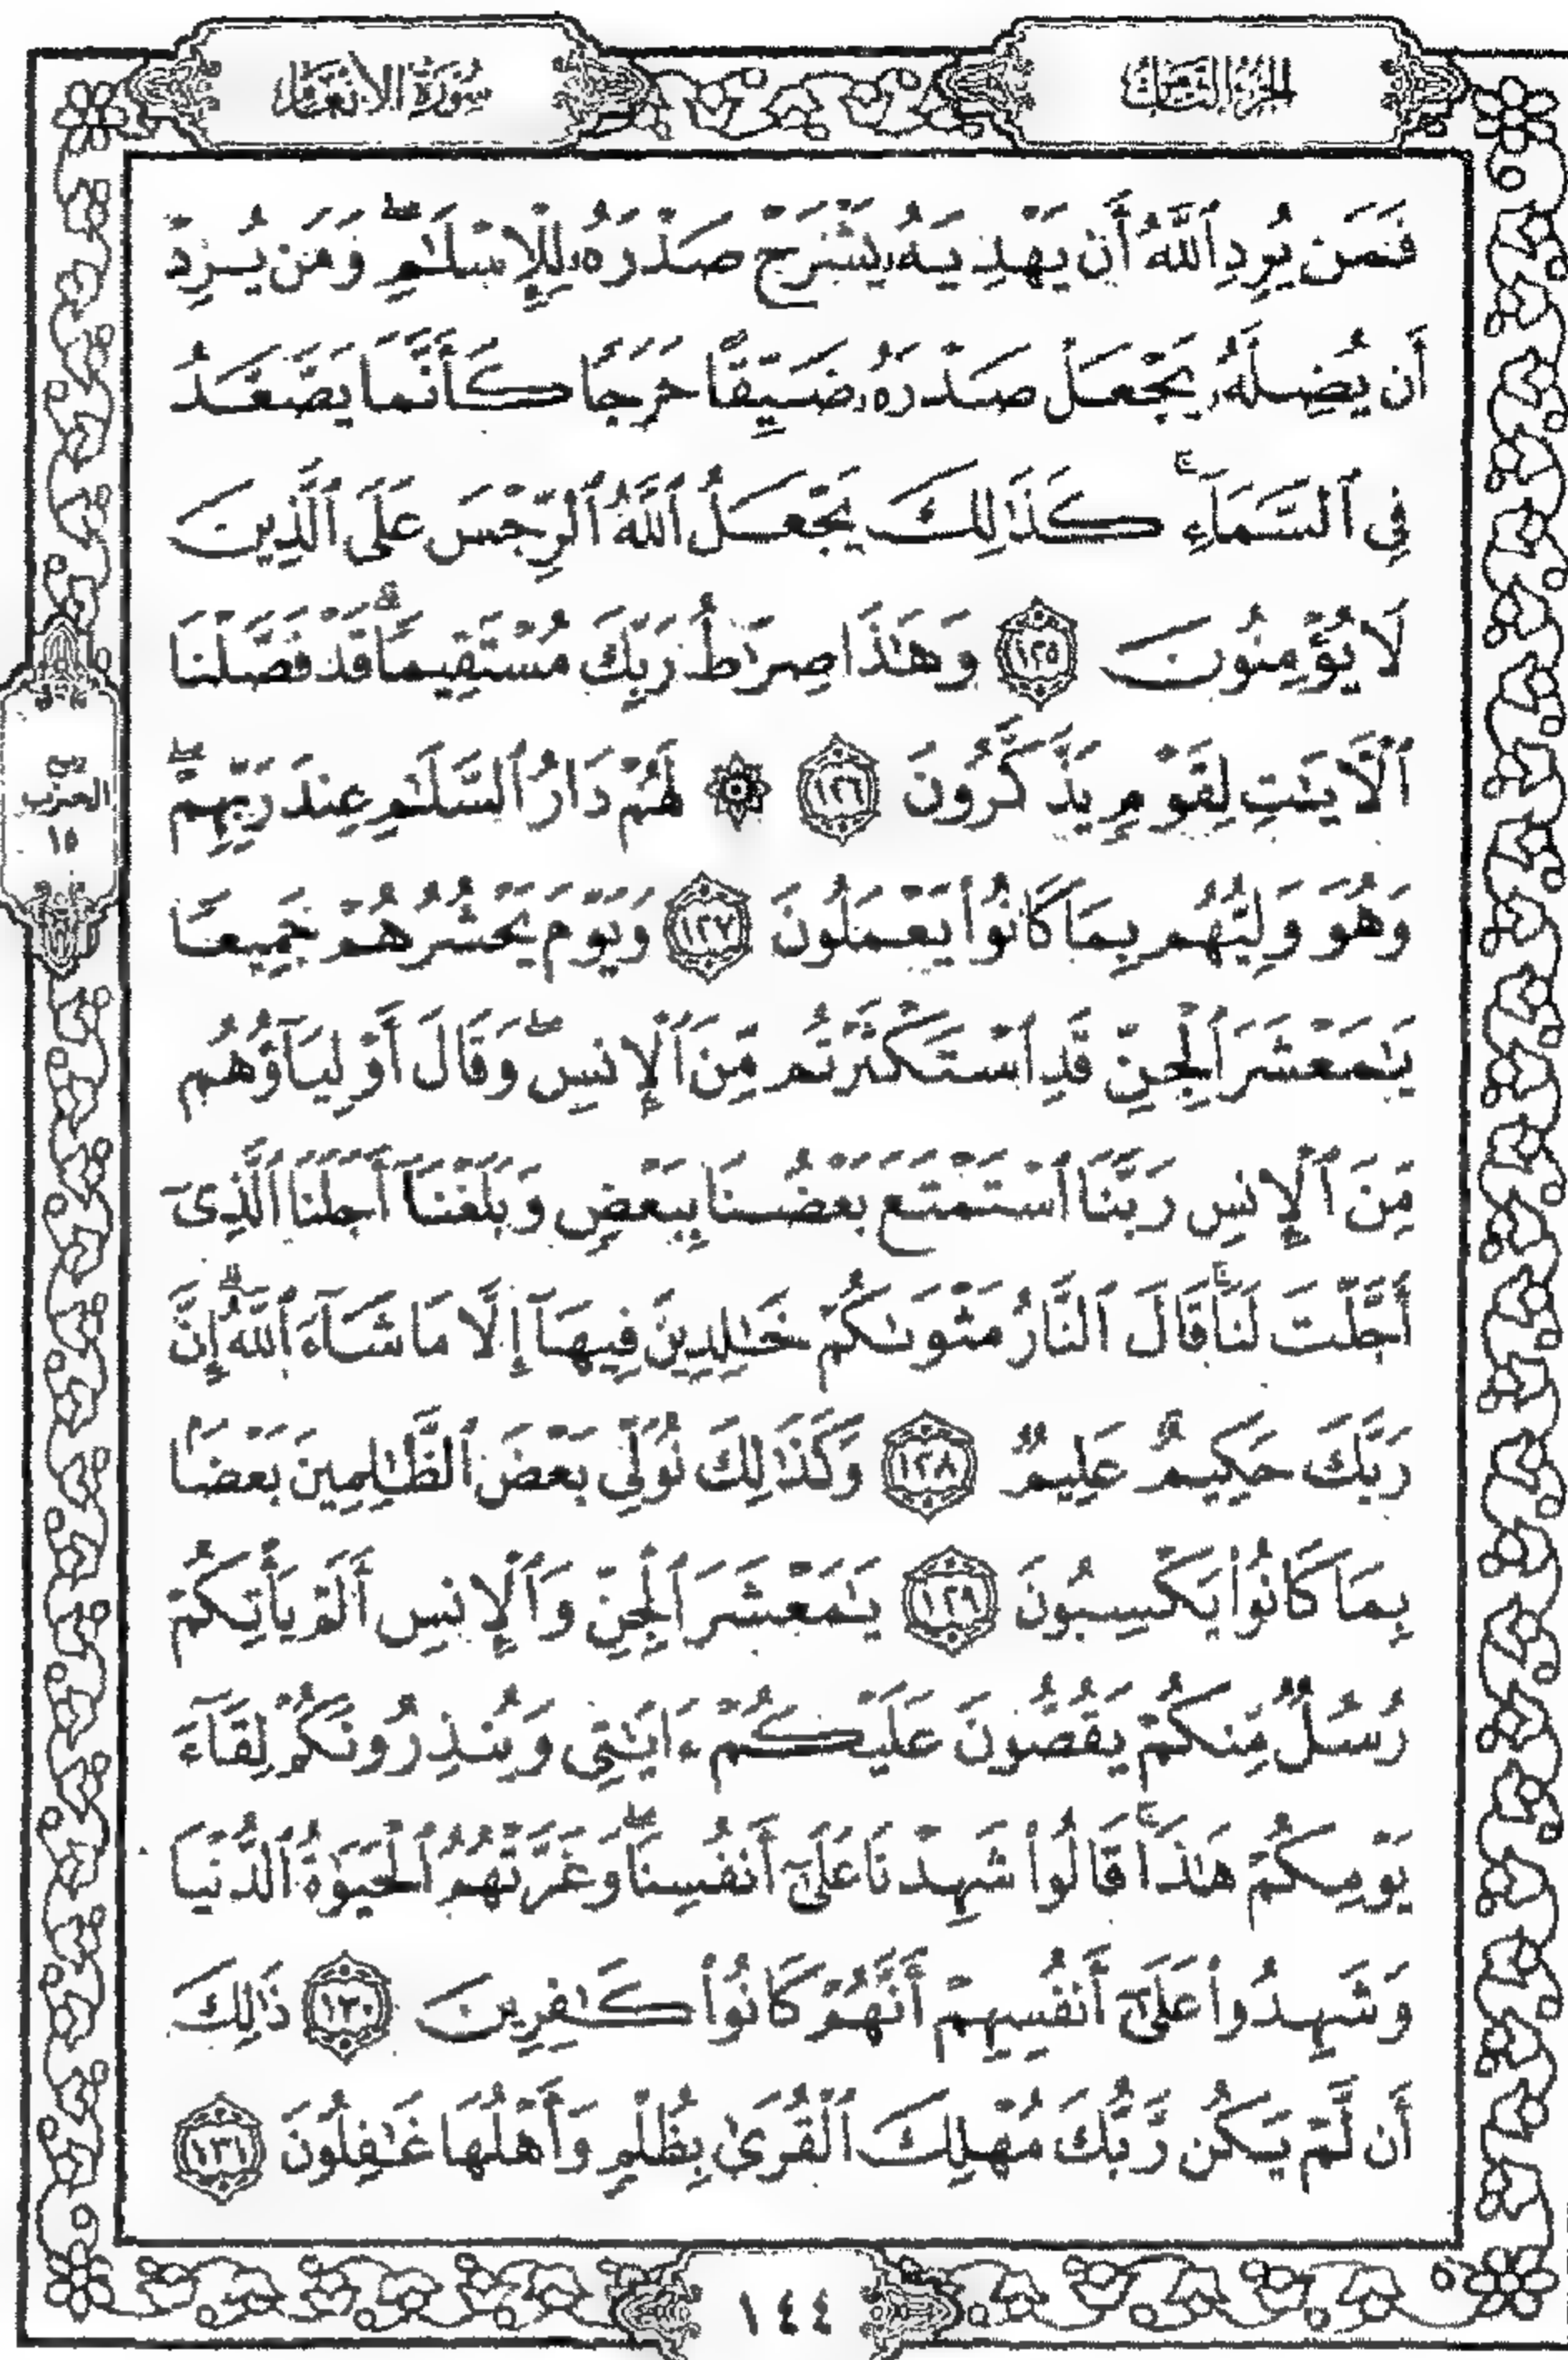 الجزء الثامن
سورة الأنعام
فَمَن يُرِدِ ٱللَّهُ أَن يَهْدِيَهُۥ يَشْرَحْ صَدْرَهُۥ لِلْإِسْلَٰمِ ۖ وَمَن يُرِدْ
أَن يُضِلَّهُۥ يَجْعَلْ صَدْرَهُۥ ضَيِّقًا حَرَجًا كَأَنَّمَا يَصَّعَّدُ
فِي ٱلسَّمَآءِ ۚ كَذَٰلِكَ يَجْعَلُ ٱللَّهُ ٱلرِّجْسَ عَلَى ٱلَّذِينَ
لَا يُؤْمِنُونَ ١٢٥ وَهَٰذَا صِرَٰطُ رَبِّكَ مُسْتَقِيمًا ۗ قَدْ فَصَّلْنَا
ٱلْآيَٰتِ لِقَوْمٍ يَذَّكَّرُونَ ١٢٦ ۞ لَهُمْ دَارُ ٱلسَّلَٰمِ عِندَ رَبِّهِمْ ۖ
وَهُوَ وَلِيُّهُم بِمَا كَانُوا۟ يَعْمَلُونَ ١٢٧ وَيَوْمَ يَحْشُرُهُمْ جَمِيعًا
يَٰمَعْشَرَ ٱلْجِنِّ قَدِ ٱسْتَكْثَرْتُم مِّنَ ٱلْإِنسِ ۖ وَقَالَ أَوْلِيَآؤُهُم
مِّنَ ٱلْإِنسِ رَبَّنَا ٱسْتَمْتَعَ بَعْضُنَا بِبَعْضٍ وَبَلَغْنَآ أَجَلَنَا ٱلَّذِىٓ
أَجَّلْتَ لَنَا ۚ قَالَ ٱلنَّارُ مَثْوَىٰكُمْ خَٰلِدِينَ فِيهَآ إِلَّا مَا شَآءَ ٱللَّهُ ۗ إِنَّ
رَبَّكَ حَكِيمٌ عَلِيمٌ ١٢٨ وَكَذَٰلِكَ نُوَلِّى بَعْضَ ٱلظَّٰلِمِينَ بَعْضًۢا
بِمَا كَانُوا۟ يَكْسِبُونَ ١٢٩ يَٰمَعْشَرَ ٱلْجِنِّ وَٱلْإِنسِ أَلَمْ يَأْتِكُمْ
رُسُلٌ مِّنكُمْ يَقُصُّونَ عَلَيْكُمْ ءَايَٰتِى وَيُنذِرُونَكُمْ لِقَآءَ
يَوْمِكُمْ هَٰذَا ۚ قَالُوا۟ شَهِدْنَا عَلَىٰٓ أَنفُسِنَا ۖ وَغَرَّتْهُمُ ٱلْحَيَوٰةُ ٱلدُّنْيَا
وَشَهِدُوا۟ عَلَىٰٓ أَنفُسِهِمْ أَنَّهُمْ كَانُوا۟ كَٰفِرِينَ ١٣٠ ذَٰلِكَ
أَن لَّمْ يَكُن رَّبُّكَ مُهْلِكَ ٱلْقُرَىٰ بِظُلْمٍ وَأَهْلُهَا غَٰفِلُونَ ١٣١
الحزب
١٥
١٤٤